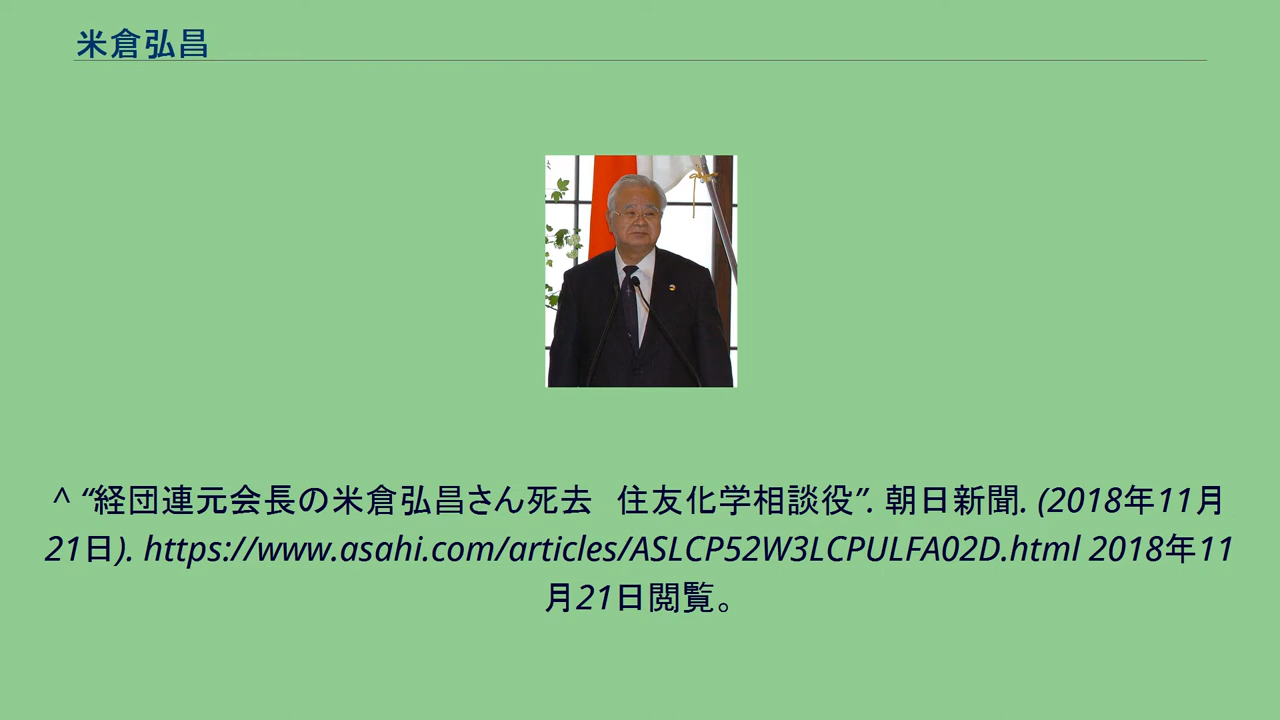 米倉弘昌
^ “経団連元会長の米倉弘昌さん死去　住友化学相談役”. 朝日新聞. (2018年11月
21日). https://www.asahi.com/articles/ASLCP52W3LCPULFA02D.html 2018年11
月21日閲覧。